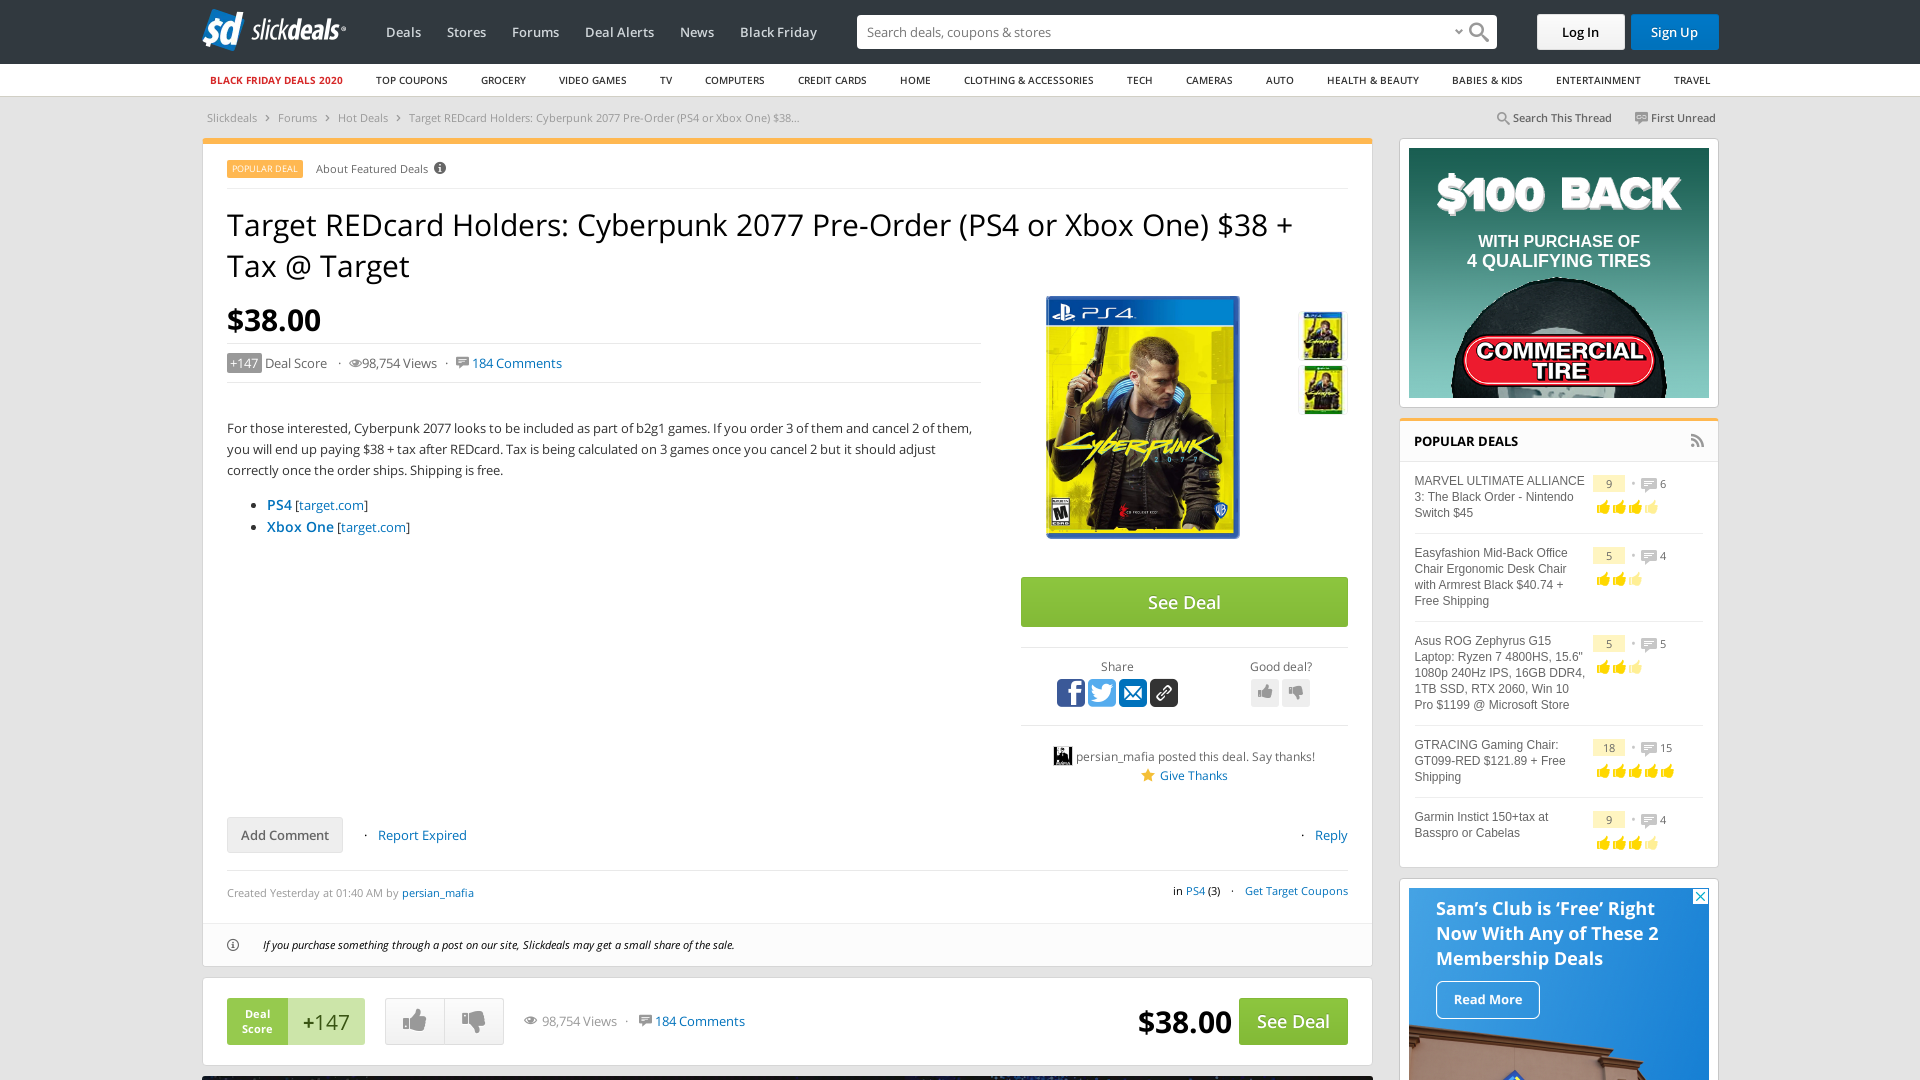 sd slickdeals
Deals Stores Forums Deal Alerts News Black Friday
Search deals, coupons & shops
Log In Sign Up
BLACK FRIDAY DEALS 2020 TOP COUPONS GROCERY VIDEO GAMES TV COMPUTERS CREDIT CARDS HOME CLOTHING & ACCESSORIES TECH CAMERAS AUTO HEALTH & BEAUTY BABIES & KIDS ENTERTAINMENT TRAVEL
Slickdeals › Forums › Hot Deals › Target REDcard Holders: Cyberpunk 2077 Pre-Order (PS4 or Xbox One) $38...
Search This Thread First Unread
POPULAR DEAL About Featured Deals
Target REDcard Holders: Cyberpunk 2077 Pre-Order (PS4 or Xbox One) $38 +
Tax @ Target
$38.00
+147 Deal Score · 98,754 Views · 184 Comments
For those interested, Cyberpunk 2077 looks to be included as part of b2g1 games. If you order 3 of them and cancel 2 of them,
you will end up paying $38 + tax after REDcard. Tax is being calculated on 3 games once you cancel 2 but it should adjust
correctly once the order ships. Shipping is free.
PS4 [target.com]
Xbox One [target.com]
PS4
Cyberpunk
2077
M
CD PROJEKT RED
See Deal
Share Good deal?
persian_mafia posted this deal. Say thanks!
Give Thanks
Add Comment · Report Expired · Reply
Created Yesterday at 01:40 AM by persian_mafia
in PS4 (3) · Get Target Coupons
If you purchase something through a post on our site, Slickdeals may get a small share of the sale.
Deal
Score
+147
98,754 Views · 184 Comments
$38.00 See Deal
$100 BACK
WITH PURCHASE OF
4 QUALIFYING TIRES
COMMERCIAL
TIRE
POPULAR DEALS
MARVEL ULTIMATE ALLIANCE
3: The Black Order - Nintendo
Switch $45
9 • 6
Easyfashion Mid-Back Office
Chair Ergonomic Desk Chair
with Armrest Black $40.74 +
Free Shipping
5 • 4
Asus ROG Zephyrus G15
Laptop: Ryzen 7 4800HS, 15.6"
1080p 240Hz IPS, 16GB DDR4,
1TB SSD, RTX 2060, Win 10
Pro $1199 @ Microsoft Store
5 • 5
GTRACING Gaming Chair:
GT099-RED $121.89 + Free
Shipping
18 • 15
Garmin Instict 150+tax at
Basspro or Cabelas
9 • 4
Sam's Club is 'Free' Right
Now With Any of These 2
Membership Deals
Read More